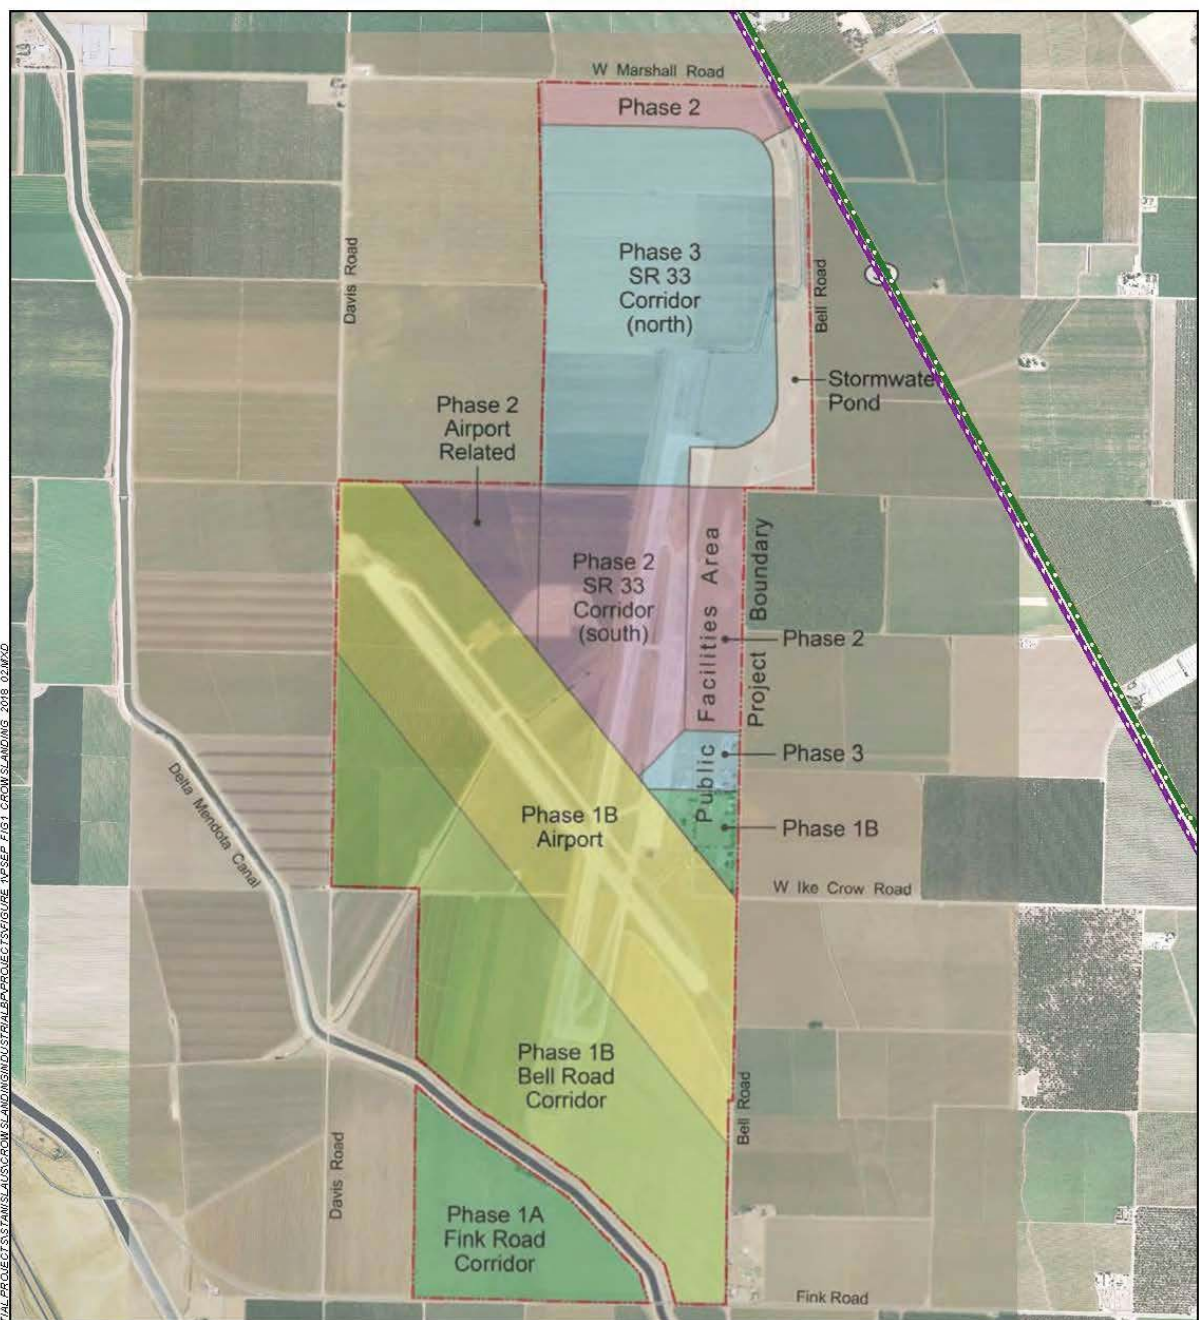 W Marshall Road
Phase 2
Davis Road
Phase 3
SR 33
Corridor
(north)
Bell Road
Stormwate
Pond
Phase 2
Airport
Related
Phase 2
SR 33
Corridor
(south)
Public Facilities Area
Project Boundary
Phase 2
Phase 3
Phase 1B
Delta Mendota Canal
Phase 1B
Airport
W Ike Crow Road
Phase 1B
Bell Road
Corridor
Bell Road
Davis Road
Phase 1A
Fink Road
Corridor
Fink Road